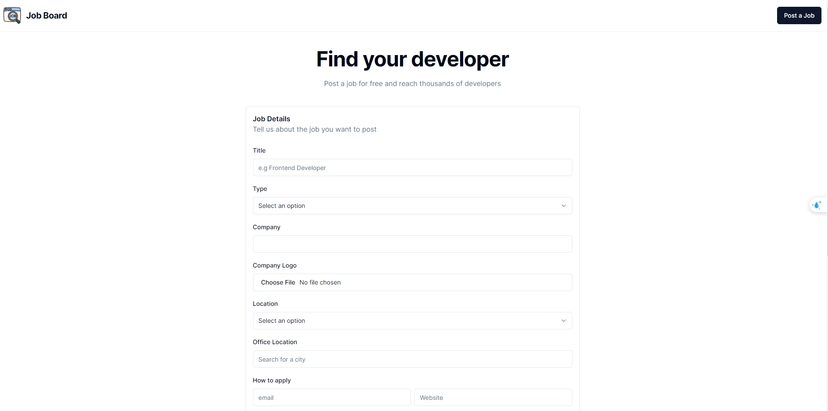 Job Board
Post a Job
Find your developer
Post a job for free and reach thousands of developers
Job Details
Tell us about the job you want to post
Title
e.g Frontend Developer
Type
Select an option
Company
Company Logo
Choose File No file chosen
Location
Select an option
Office Location
Search for a city
How to apply
email Website